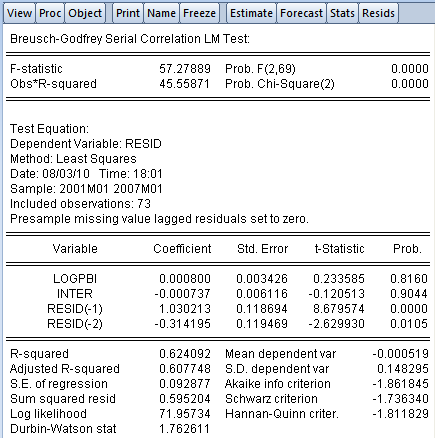 View Proc Object Print Name Freeze Estimate Forecast Stats Resids
Breusch-Godfrey Serial Correlation LM Test:
F-statistic 57.27889 Prob. F(2,69) 0.0000
Obs*R-squared 45.55871 Prob. Chi-Square(2) 0.0000
Test Equation:
Dependent Variable: RESID
Method: Least Squares
Date: 08/03/10 Time: 18:01
Sample: 2001M01 2007M01
Included observations: 73
Presample missing value lagged residuals set to zero.
Variable Coefficient Std. Error t-Statistic Prob.
LOGPBI 0.000800 0.003426 0.233585 0.8160
INTER -0.000737 0.006116 -0.120513 0.9044
RESID(-1) 1.030213 0.118694 8.679574 0.0000
RESID(-2) -0.314195 0.119469 -2.629930 0.0105
R-squared 0.624092 Mean dependent var -0.000519
Adjusted R-squared 0.607748 S.D. dependent var 0.148295
S.E. of regression 0.092877 Akaike info criterion -1.861845
Sum squared resid 0.595204 Schwarz criterion -1.736340
Log likelihood 71.95734 Hannan-Quinn criter. -1.811829
Durbin-Watson stat 1.762611